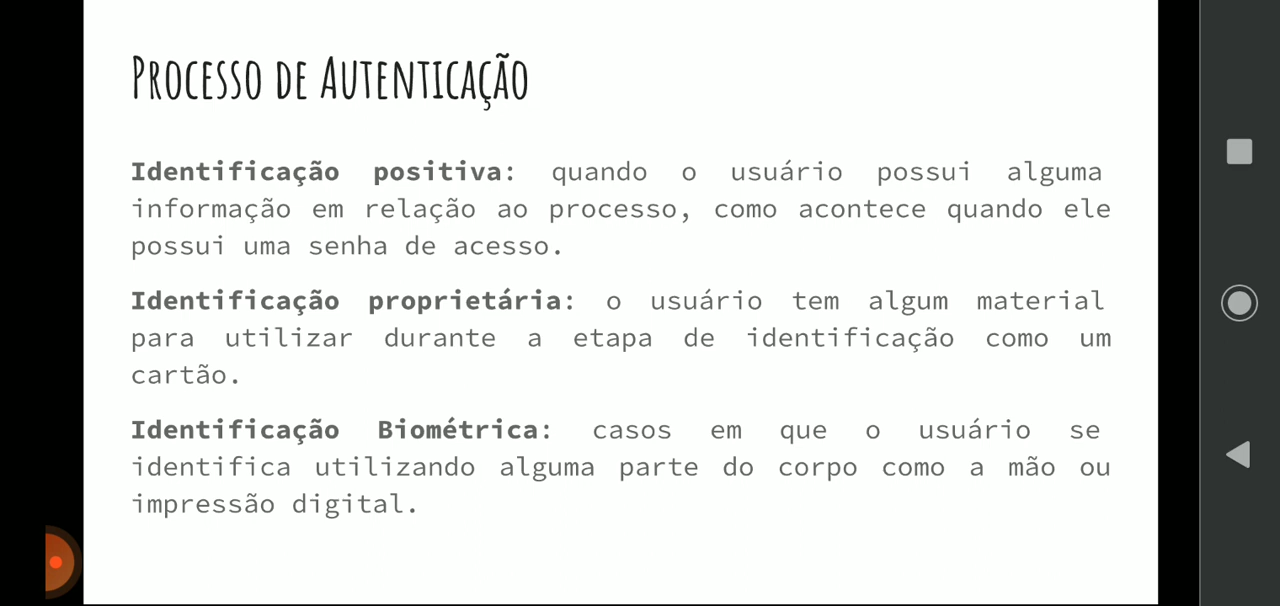 Processo de Autenticação
Identificação positiva: quando o usuário possui alguma
informação em relação ao processo, como acontece quando ele
possui uma senha de acesso.
Identificação proprietária: o usuário tem algum material
para utilizar durante a etapa de identificação como um
cartão.
Identificação Biométrica: casos em que o usuário se
identifica utilizando alguma parte do corpo como a mão ou
impressão digital.